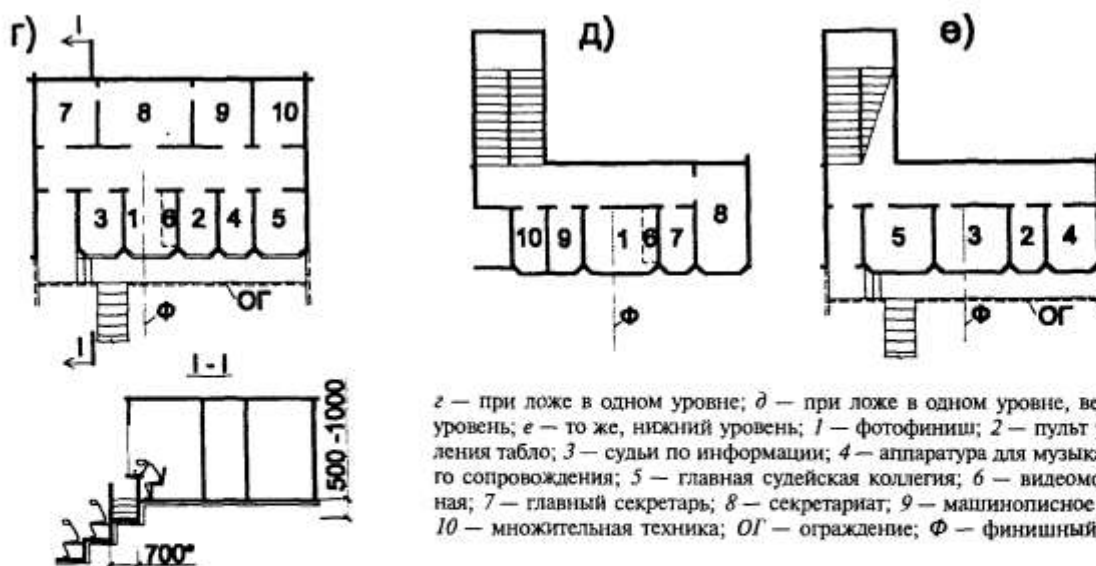 г)
I
7
8
9
10
3
1
6
2
4
5
ОГ
Ф
I
I - I
500 -1000
700*
д)
10
9
1
6
7
8
Ф
е)
5
3
2
4
Ф
ОГ
г — при ложе в одном уровне; д — при ложе в одном уровне, ве
уровень; е — то же, нижний уровень; 1 — фотофиниш; 2 — пульт
ления табло; 3 — судьи по информации; 4 — аппаратура для музыка
го сопровождения; 5 — главная судейская коллегия; 6 — видеомо
ная; 7 — главный секретарь; 8 — секретариат; 9 — машинописное
10 — множительная техника; ОГ — ограждение; Ф — финишный